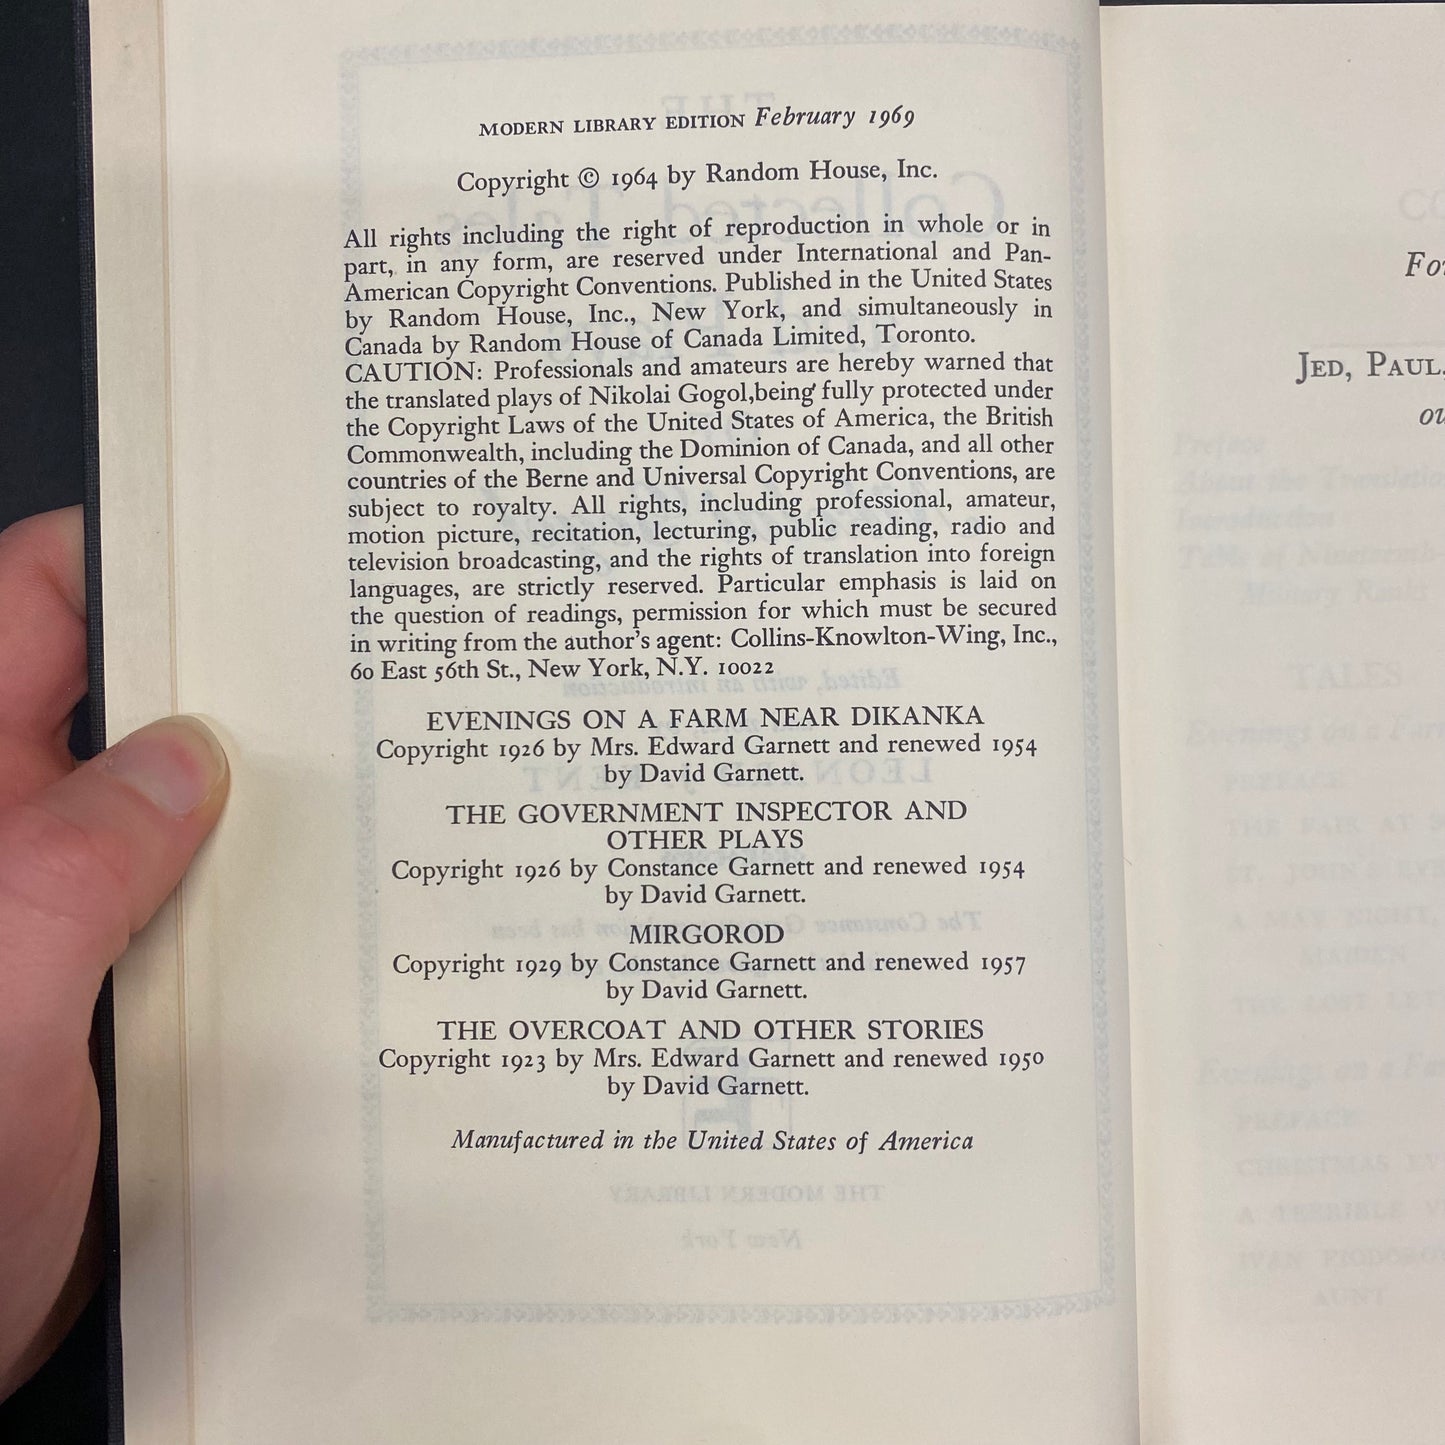 MODERN LIBRARY EDITION February 1969
Copyright © 1964 by Random House, Inc.
All rights including the right of reproduction in whole or in
part, in any form, are reserved under International and Pan-
American Copyright Conventions. Published in the United States
by Random House, Inc., New York, and simultaneously in
Canada by Random House of Canada Limited, Toronto.
CAUTION: Professionals and amateurs are hereby warned that
the translated plays of Nikolai Gogol,being fully protected under
the Copyright Laws of the United States of America, the British
Commonwealth, including the Dominion of Canada, and all other
countries of the Berne and Universal Copyright Conventions, are
subject to royalty. All rights, including professional, amateur,
motion picture, recitation, lecturing, public reading, radio and
television broadcasting, and the rights of translation into foreign
languages, are strictly reserved. Particular emphasis is laid on
the question of readings, permission for which must be secured
in writing from the author's agent: Collins-Knowlton-Wing, Inc.,
60 East 56th St., New York, N.Y. 10022
EVENINGS ON A FARM NEAR DIKANKA
Copyright 1926 by Mrs. Edward Garnett and renewed 1954
by David Garnett.
THE GOVERNMENT INSPECTOR AND
OTHER PLAYS
Copyright 1926 by Constance Garnett and renewed 1954
by David Garnett.
MIRGOROD
Copyright 1929 by Constance Garnett and renewed 1957
by David Garnett.
THE OVERCOAT AND OTHER STORIES
Copyright 1923 by Mrs. Edward Garnett and renewed 1950
by David Garnett.
Manufactured in the United States of America
JED, PAUL